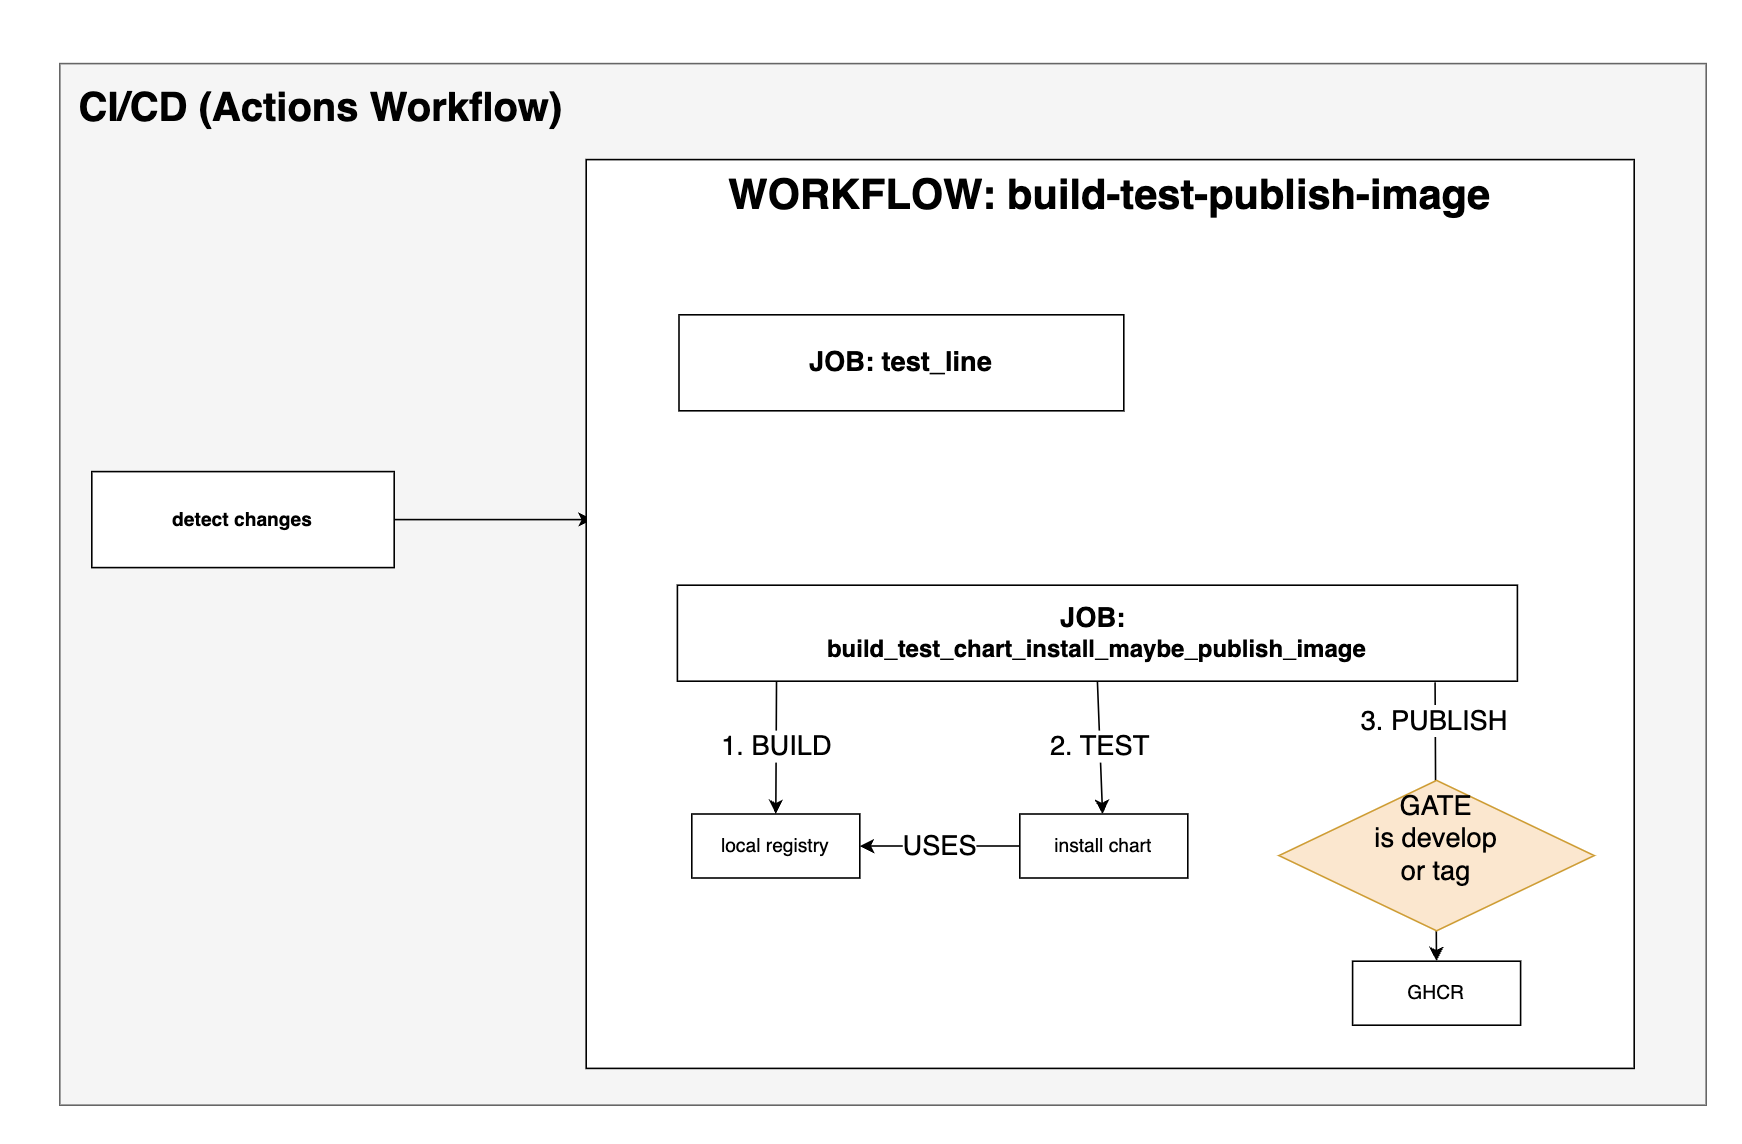 CI/CD (Actions Workflow)
WORKFLOW: build-test-publish-image
JOB: test_line
detect changes
JOB:
build_test_chart_install_maybe_publish_image
1. BUILD
2. TEST
3. PUBLISH
local registry
USES
install chart
GATE
is develop
or tag
GHCR